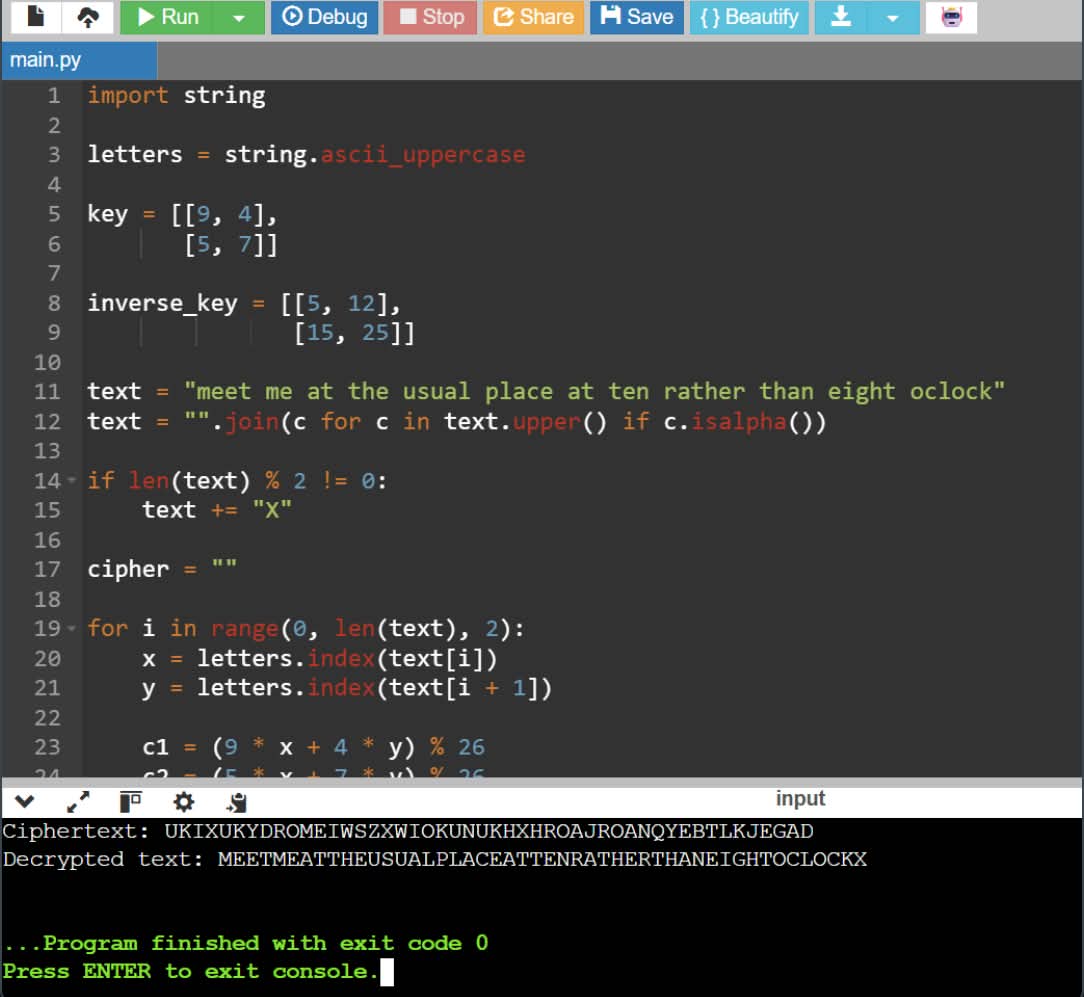 Run Debug Stop Share Save { } Beautify
main.py
1 import string
2
3 letters = string.ascii_uppercase
4
5 key = [[9, 4],
6 [5, 7]]
7
8 inverse_key = [[5, 12],
9 [15, 25]]
10
11 text = "meet me at the usual place at ten rather than eight oclock"
12 text = "".join(c for c in text.upper() if c.isalpha())
13
14 if len(text) % 2 != 0:
15 text += "X"
16
17 cipher = ""
18
19 for i in range(0, len(text), 2):
20 x = letters.index(text[i])
21 y = letters.index(text[i + 1])
22
23 c1 = (9 * x + 4 * y) % 26
24 c2 = (5 * x + 7 * y) % 26
input
Ciphertext: UKIXUKYDROMEIWSZXWIOKUNUKHXHROAJROANQYEBTLKJEGAD
Decrypted text: MEETMEATTHEUSUALPLACEATTENRATHERTHANEIGHTOCLOCKX
...Program finished with exit code 0
Press ENTER to exit console.